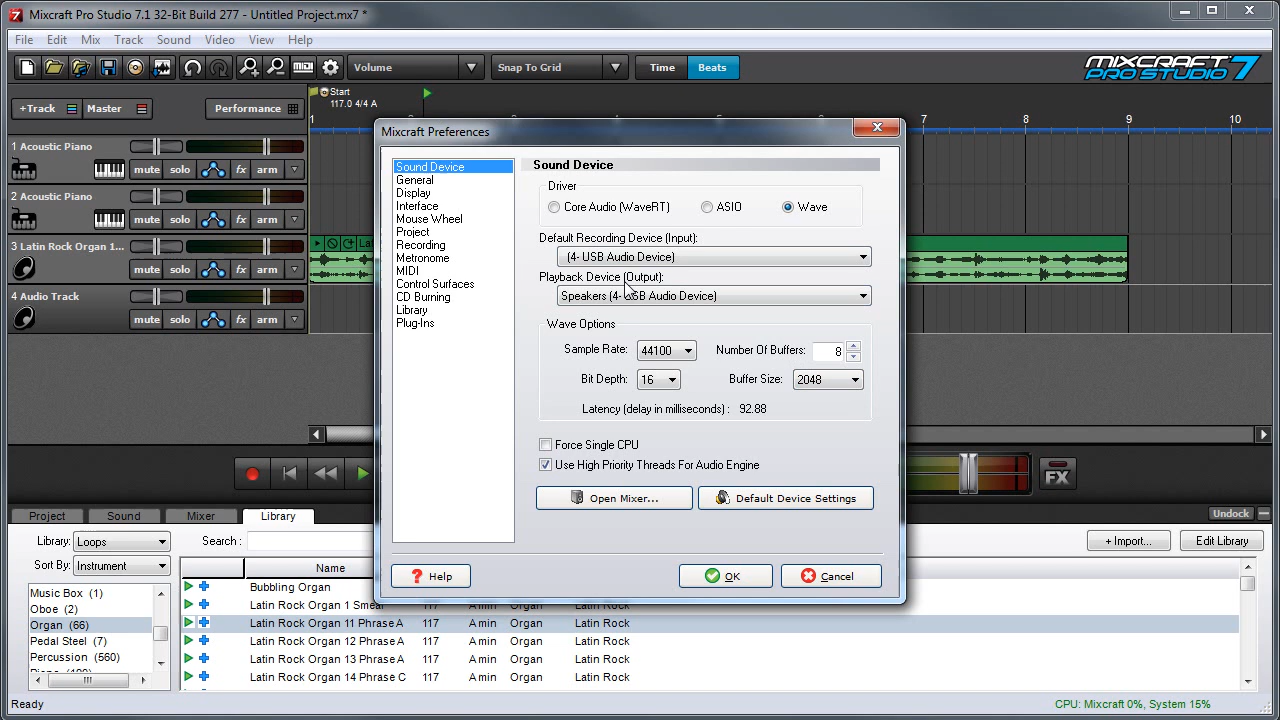 Mixcraft Pro Studio 7.1 32-Bit Build 277 - Untitled Project.mx7 *
File Edit Mix Track Sound Video View Help
Volume Snap To Grid Time Beats MIXCRAFT PRO STUDIO 7
+Track Master Performance
Start
117.0 4/4 A
1 7 8 9 10
Mixcraft Preferences
1 Acoustic Piano
mute solo fx arm
2 Acoustic Piano
mute solo fx arm
3 Latin Rock Organ 1...
mute solo fx arm
4 Audio Track
mute solo fx arm
Sound Device
General
Display
Interface
Mouse Wheel
Project
Recording
Metronome
MIDI
Control Surfaces
CD Burning
Library
Plug-Ins
Sound Device
Driver
Core Audio (WaveRT) ASIO Wave
Default Recording Device (Input):
(4- USB Audio Device)
Playback Device (Output):
Speakers (4- USB Audio Device)
Wave Options
Sample Rate: 44100 Number Of Buffers: 8
Bit Depth: 16 Buffer Size: 2048
Latency (delay in milliseconds) : 92.88
Force Single CPU
Use High Priority Threads For Audio Engine
Open Mixer... Default Device Settings
Help OK Cancel
FX
Project Sound Mixer Library Undock
Library: Loops Search : + Import... Edit Library
Sort By: Instrument
Name
Music Box (1)
Oboe (2)
Organ (66)
Pedal Steel (7)
Percussion (560)
Bubbling Organ
Latin Rock Organ 1 Smear 117 A min Organ Latin Rock
Latin Rock Organ 11 Phrase A 117 A min Organ Latin Rock
Latin Rock Organ 12 Phrase A 117 A min Organ Latin Rock
Latin Rock Organ 13 Phrase A 117 A min Organ Latin Rock
Latin Rock Organ 14 Phrase C 117 A min Organ Latin Rock
Ready CPU: Mixcraft 0%, System 15%